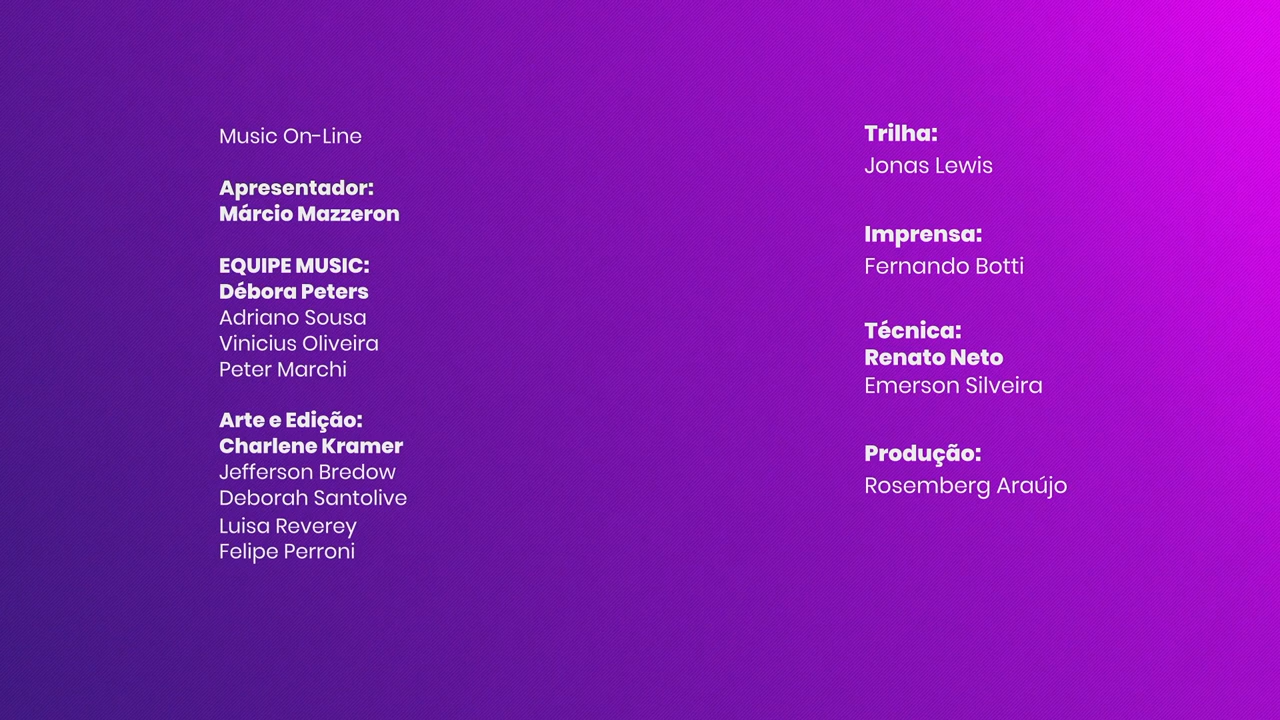 Music On-Line
Apresentador:
Márcio Mazzeron
EQUIPE MUSIC:
Débora Peters
Adriano Sousa
Vinicius Oliveira
Peter Marchi
Arte e Edição:
Charlene Kramer
Jefferson Bredow
Deborah Santolive
Luisa Reverey
Felipe Perroni
Trilha:
Jonas Lewis
Imprensa:
Fernando Botti
Técnica:
Renato Neto
Emerson Silveira
Produção:
Rosemberg Araújo